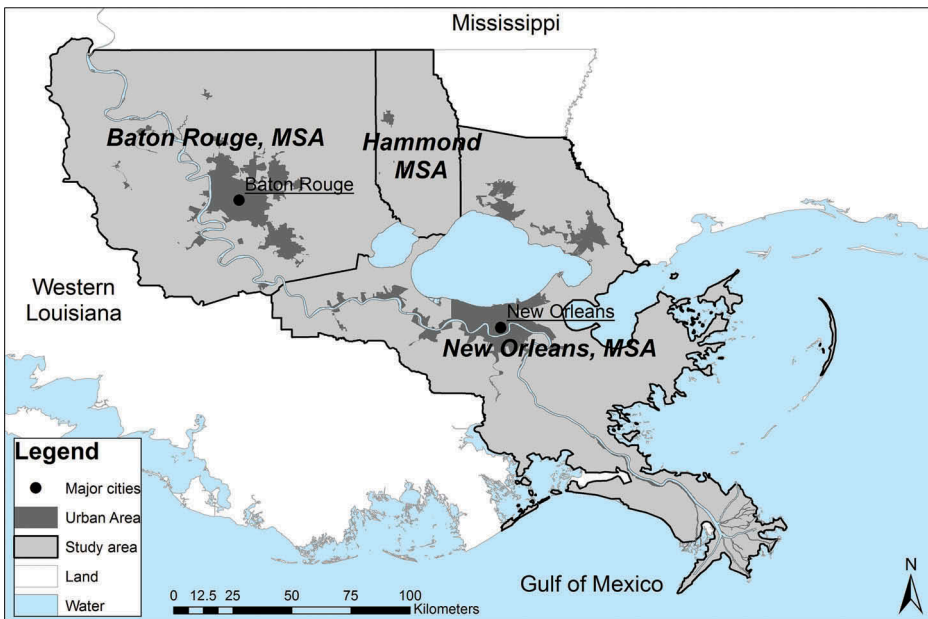 Mississippi
Baton Rouge, MSA
Hammond
MSA
Baton Rouge
Western
Louisiana
New Orleans
New Orleans, MSA
Legend
Major cities
Urban Area
Study area
Land
Water
Gulf of Mexico
N
0 12.5 25 50 75 100
Kilometers